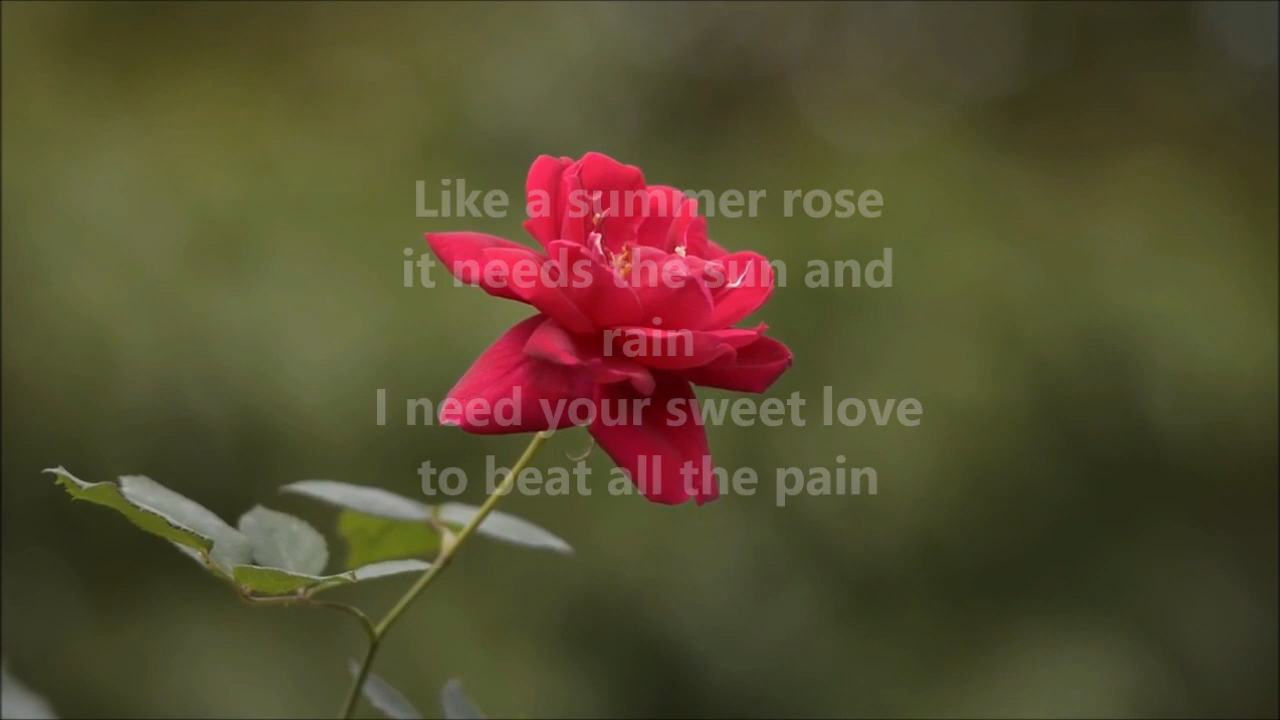 Like a summer rose
it needs the sun and
rain
I need your sweet love
to beat all the pain